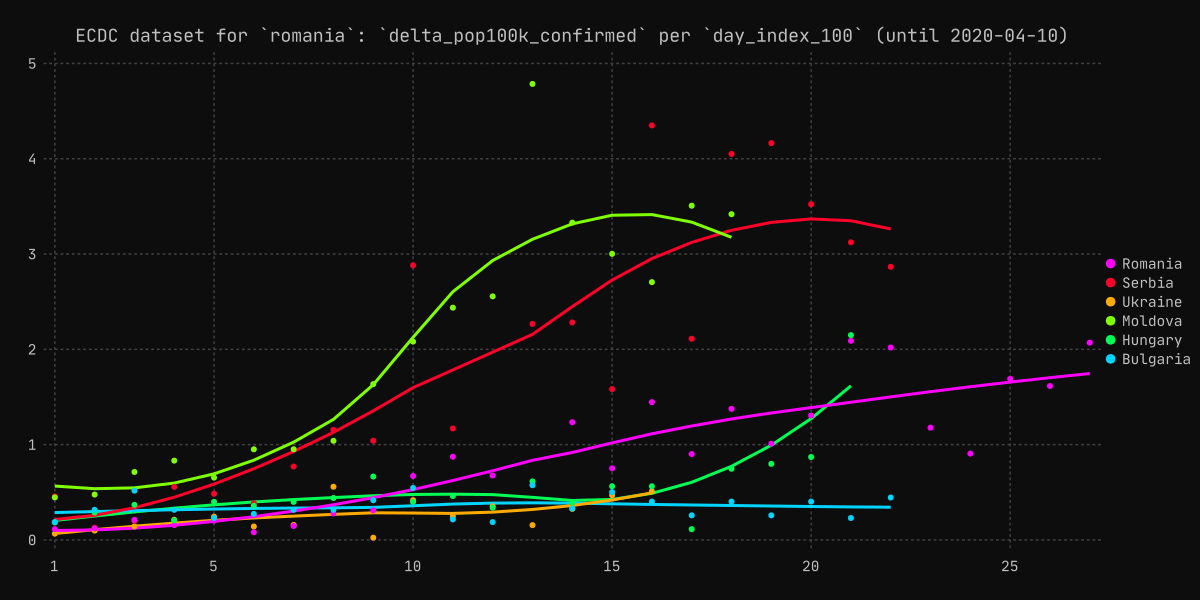 ECDC dataset for `romania`: `delta_pop100k_confirmed` per `day_index_100` (until 2020-04-10)
5
4
3
2
1
0
1 5 10 15 20 25
Romania
Serbia
Ukraine
Moldova
Hungary
Bulgaria